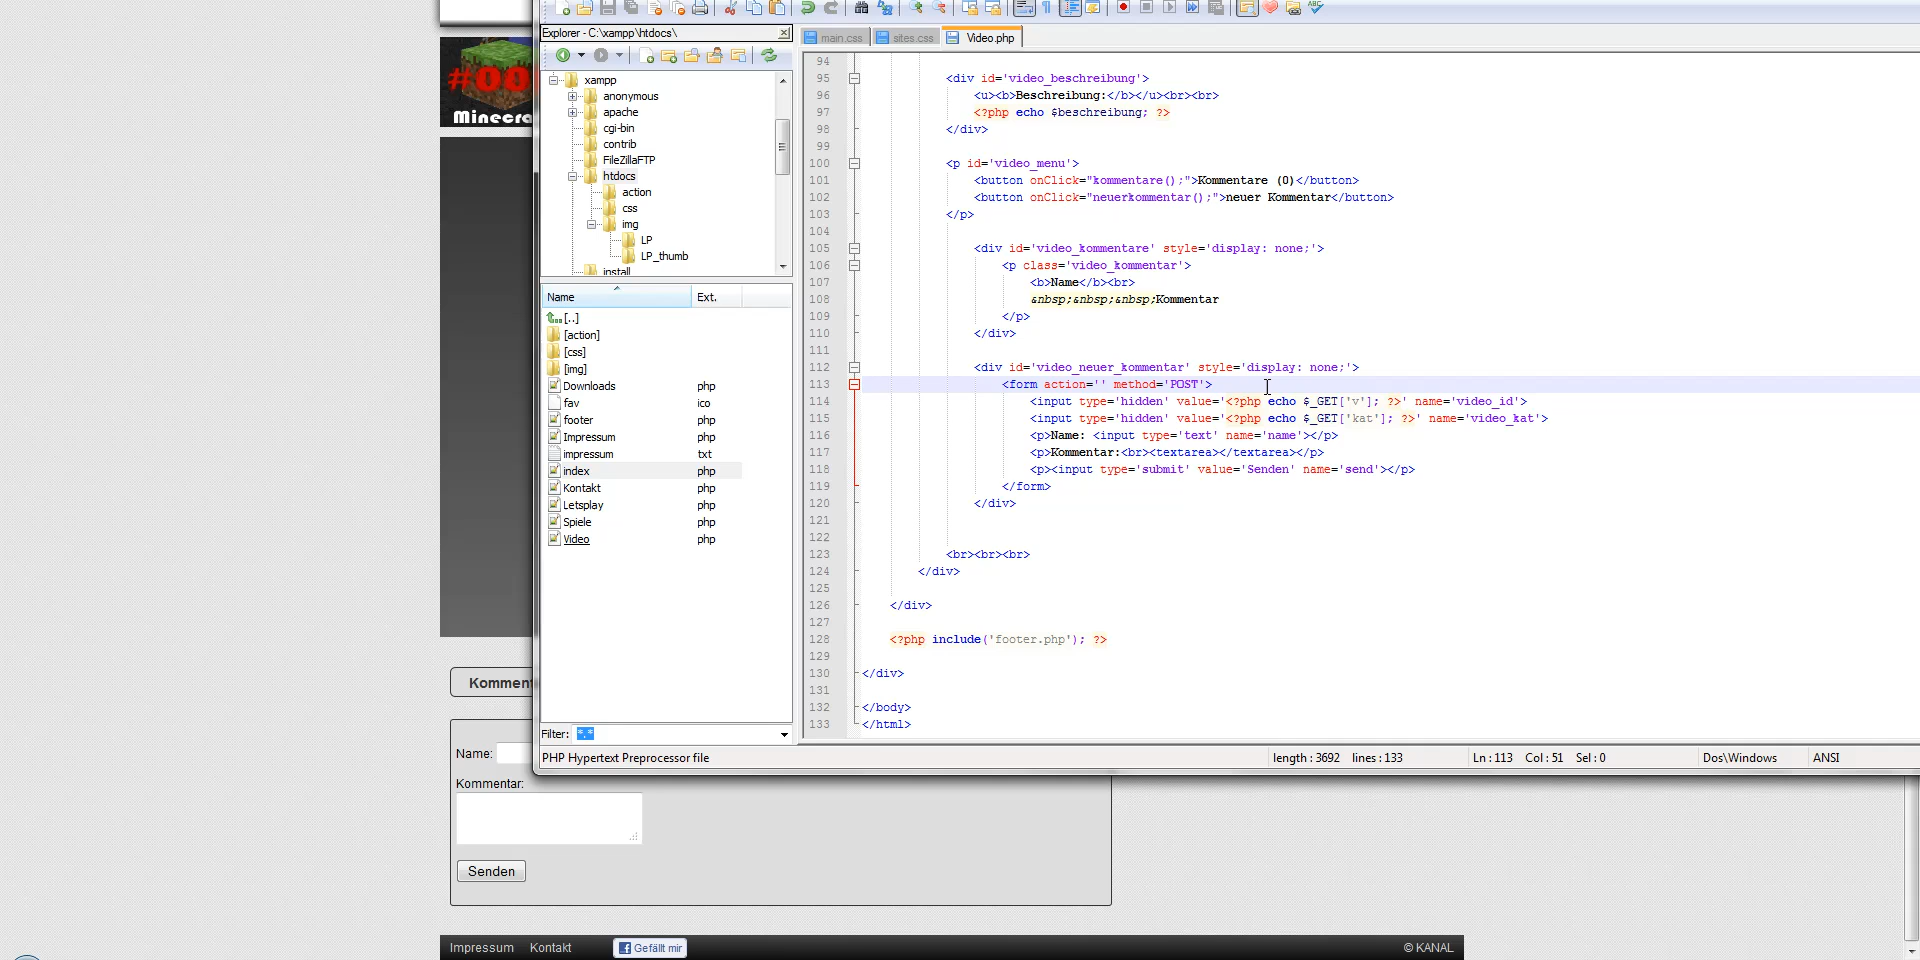 #00
Minecra
Explorer - C:\xampp\htdocs\
main.css
sites.css
Video.php
xampp
anonymous
apache
cgi-bin
contrib
FileZillaFTP
htdocs
action
css
img
LP
LP_thumb
install
Name Ext.
[..]
[action]
[css]
[img]
Downloads php
fav ico
footer php
Impressum php
impressum txt
index php
Kontakt php
Letsplay php
Spiele php
Video php
Filter: *.*
94
95 <div id='video_beschreibung'>
96 <u><b>Beschreibung:</b></u><br><br>
97 <?php echo $beschreibung; ?>
98 </div>
99
100 <p id='video_menu'>
101 <button onClick="kommentare();">Kommentare (0)</button>
102 <button onClick="neuerkommentar();">neuer Kommentar</button>
103 </p>
104
105 <div id='video_kommentare' style='display: none;'>
106 <p class='video_kommentar'>
107 <b>Name</b><br>
108 &nbsp;&nbsp;&nbsp;Kommentar
109 </p>
110 </div>
111
112 <div id='video_neuer_kommentar' style='display: none;'>
113 <form action='' method='POST'>
114 <input type='hidden' value='<?php echo $_GET['v']; ?>' name='video_id'>
115 <input type='hidden' value='<?php echo $_GET['kat']; ?>' name='video_kat'>
116 <p>Name: <input type='text' name='name'></p>
117 <p>Kommentar:<br><textarea></textarea></p>
118 <p><input type='submit' value='Senden' name='send'></p>
119 </form>
120 </div>
121
122
123 <br><br><br>
124 </div>
125
126 </div>
127
128 <?php include('footer.php'); ?>
129
130 </div>
131
132 </body>
133 </html>
PHP Hypertext Preprocessor file length : 3692 lines : 133 Ln : 113 Col : 51 Sel : 0 Dos\Windows ANSI
Komment
Name:
Kommentar:
Senden
Impressum Kontakt Gefällt mir © KANAL